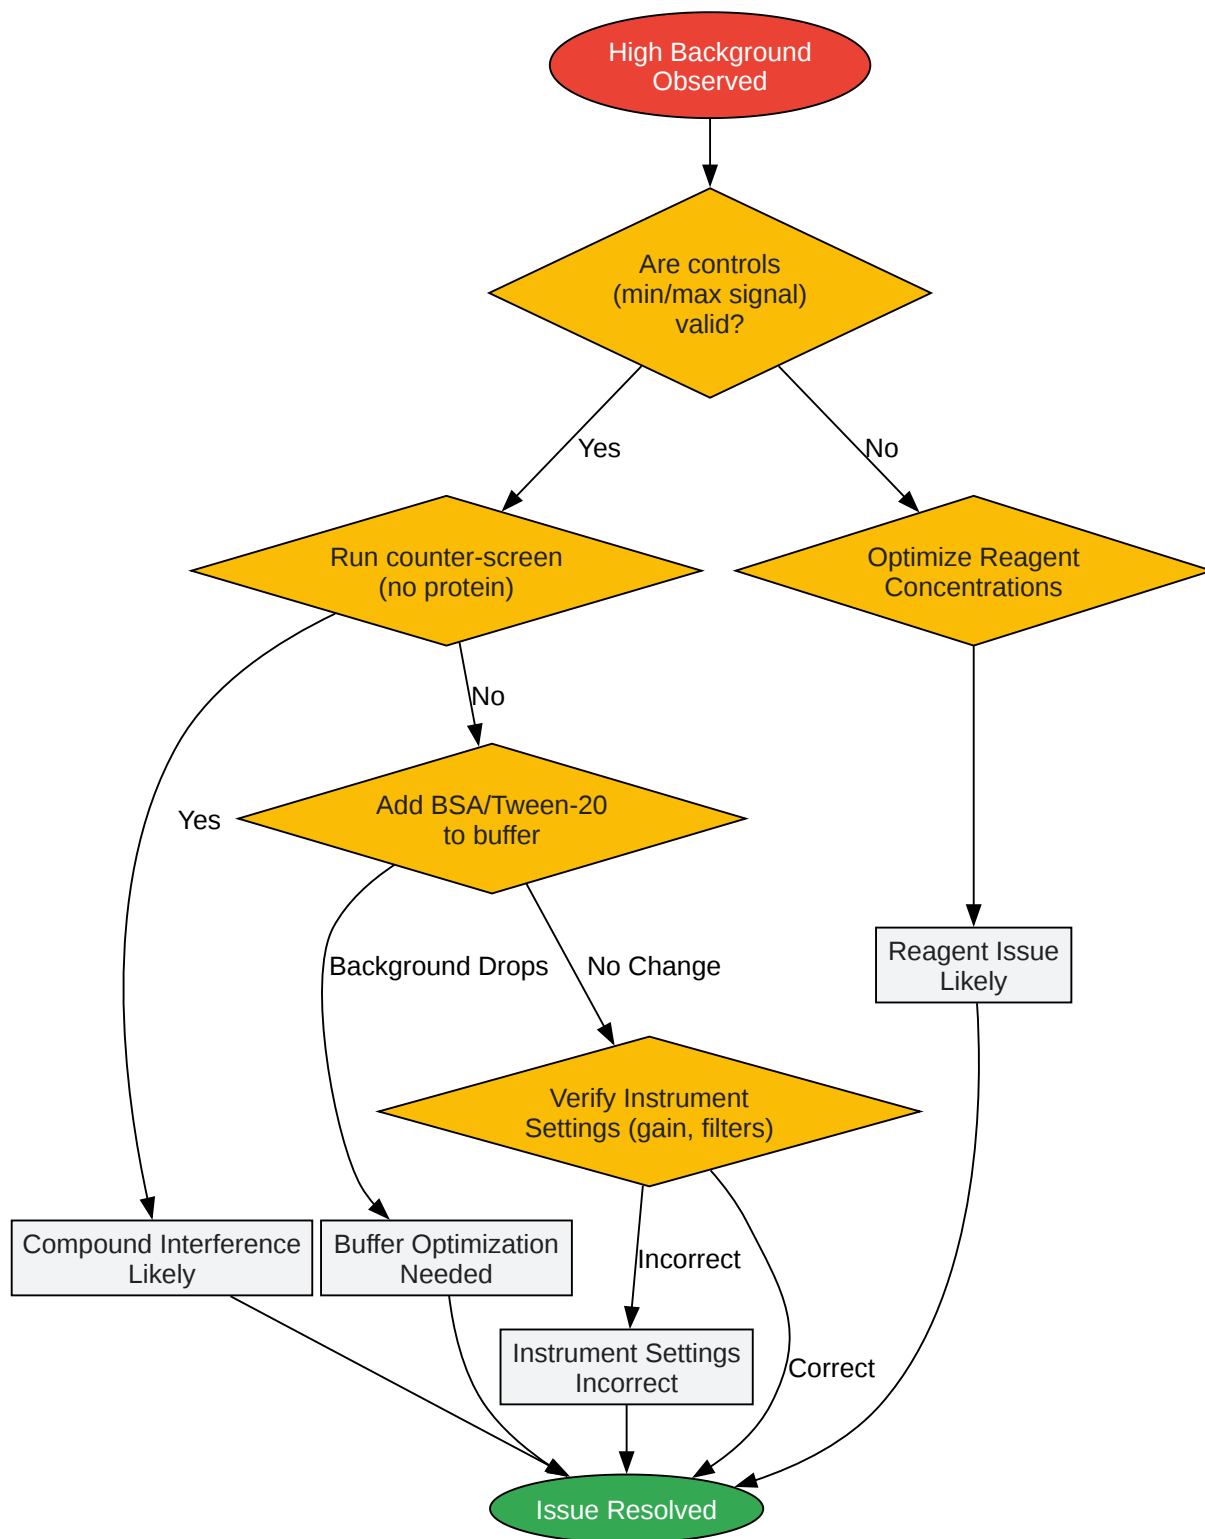 High Background
Observed
Are controls
(min/max signal)
valid?
Yes
No
Run counter-screen
(no protein)
Optimize Reagent
Concentrations
No
Yes
Add BSA/Tween-20
to buffer
Background Drops
No Change
Reagent Issue
Likely
Verify Instrument
Settings (gain, filters)
Compound Interference
Likely
Buffer Optimization
Needed
Incorrect
Instrument Settings
Incorrect
Correct
Issue Resolved